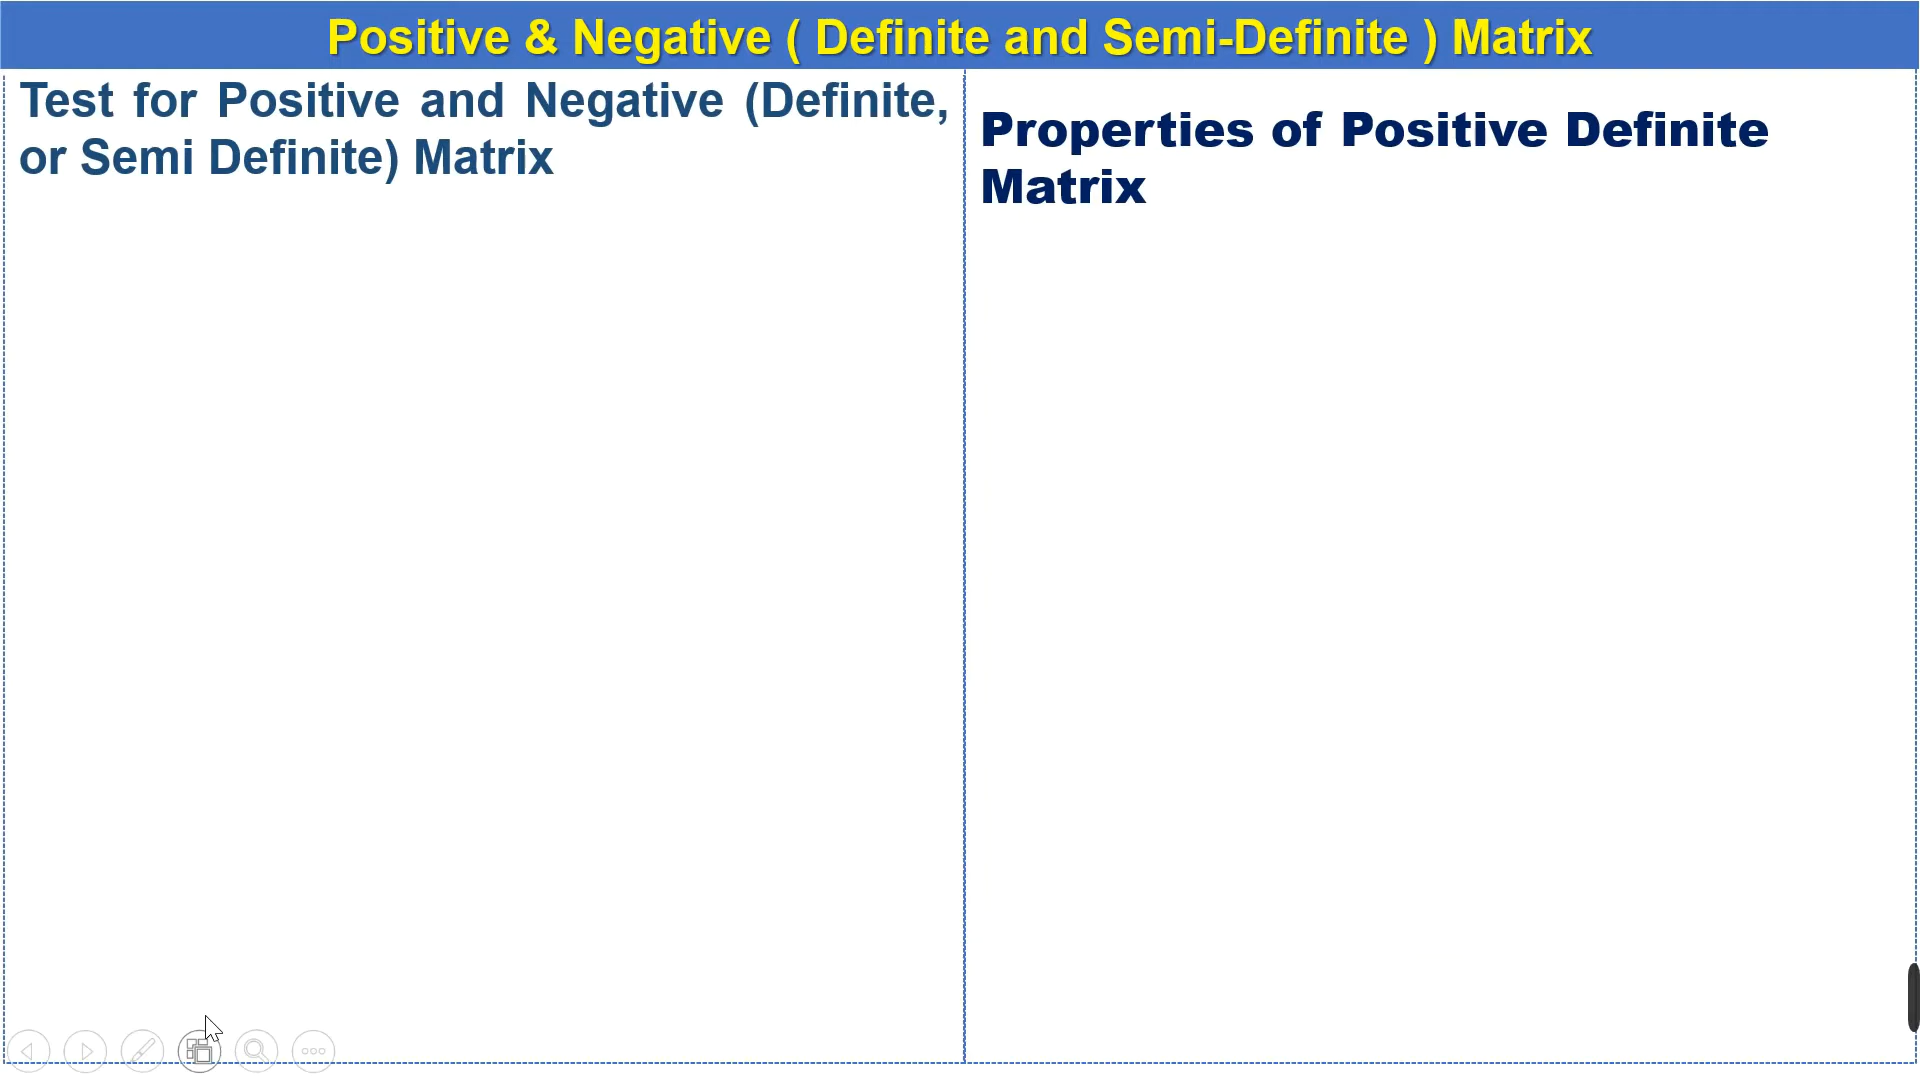 Positive & Negative ( Definite and Semi-Definite ) Matrix
Test for Positive and Negative (Definite,
or Semi Definite) Matrix
Properties of Positive Definite
Matrix